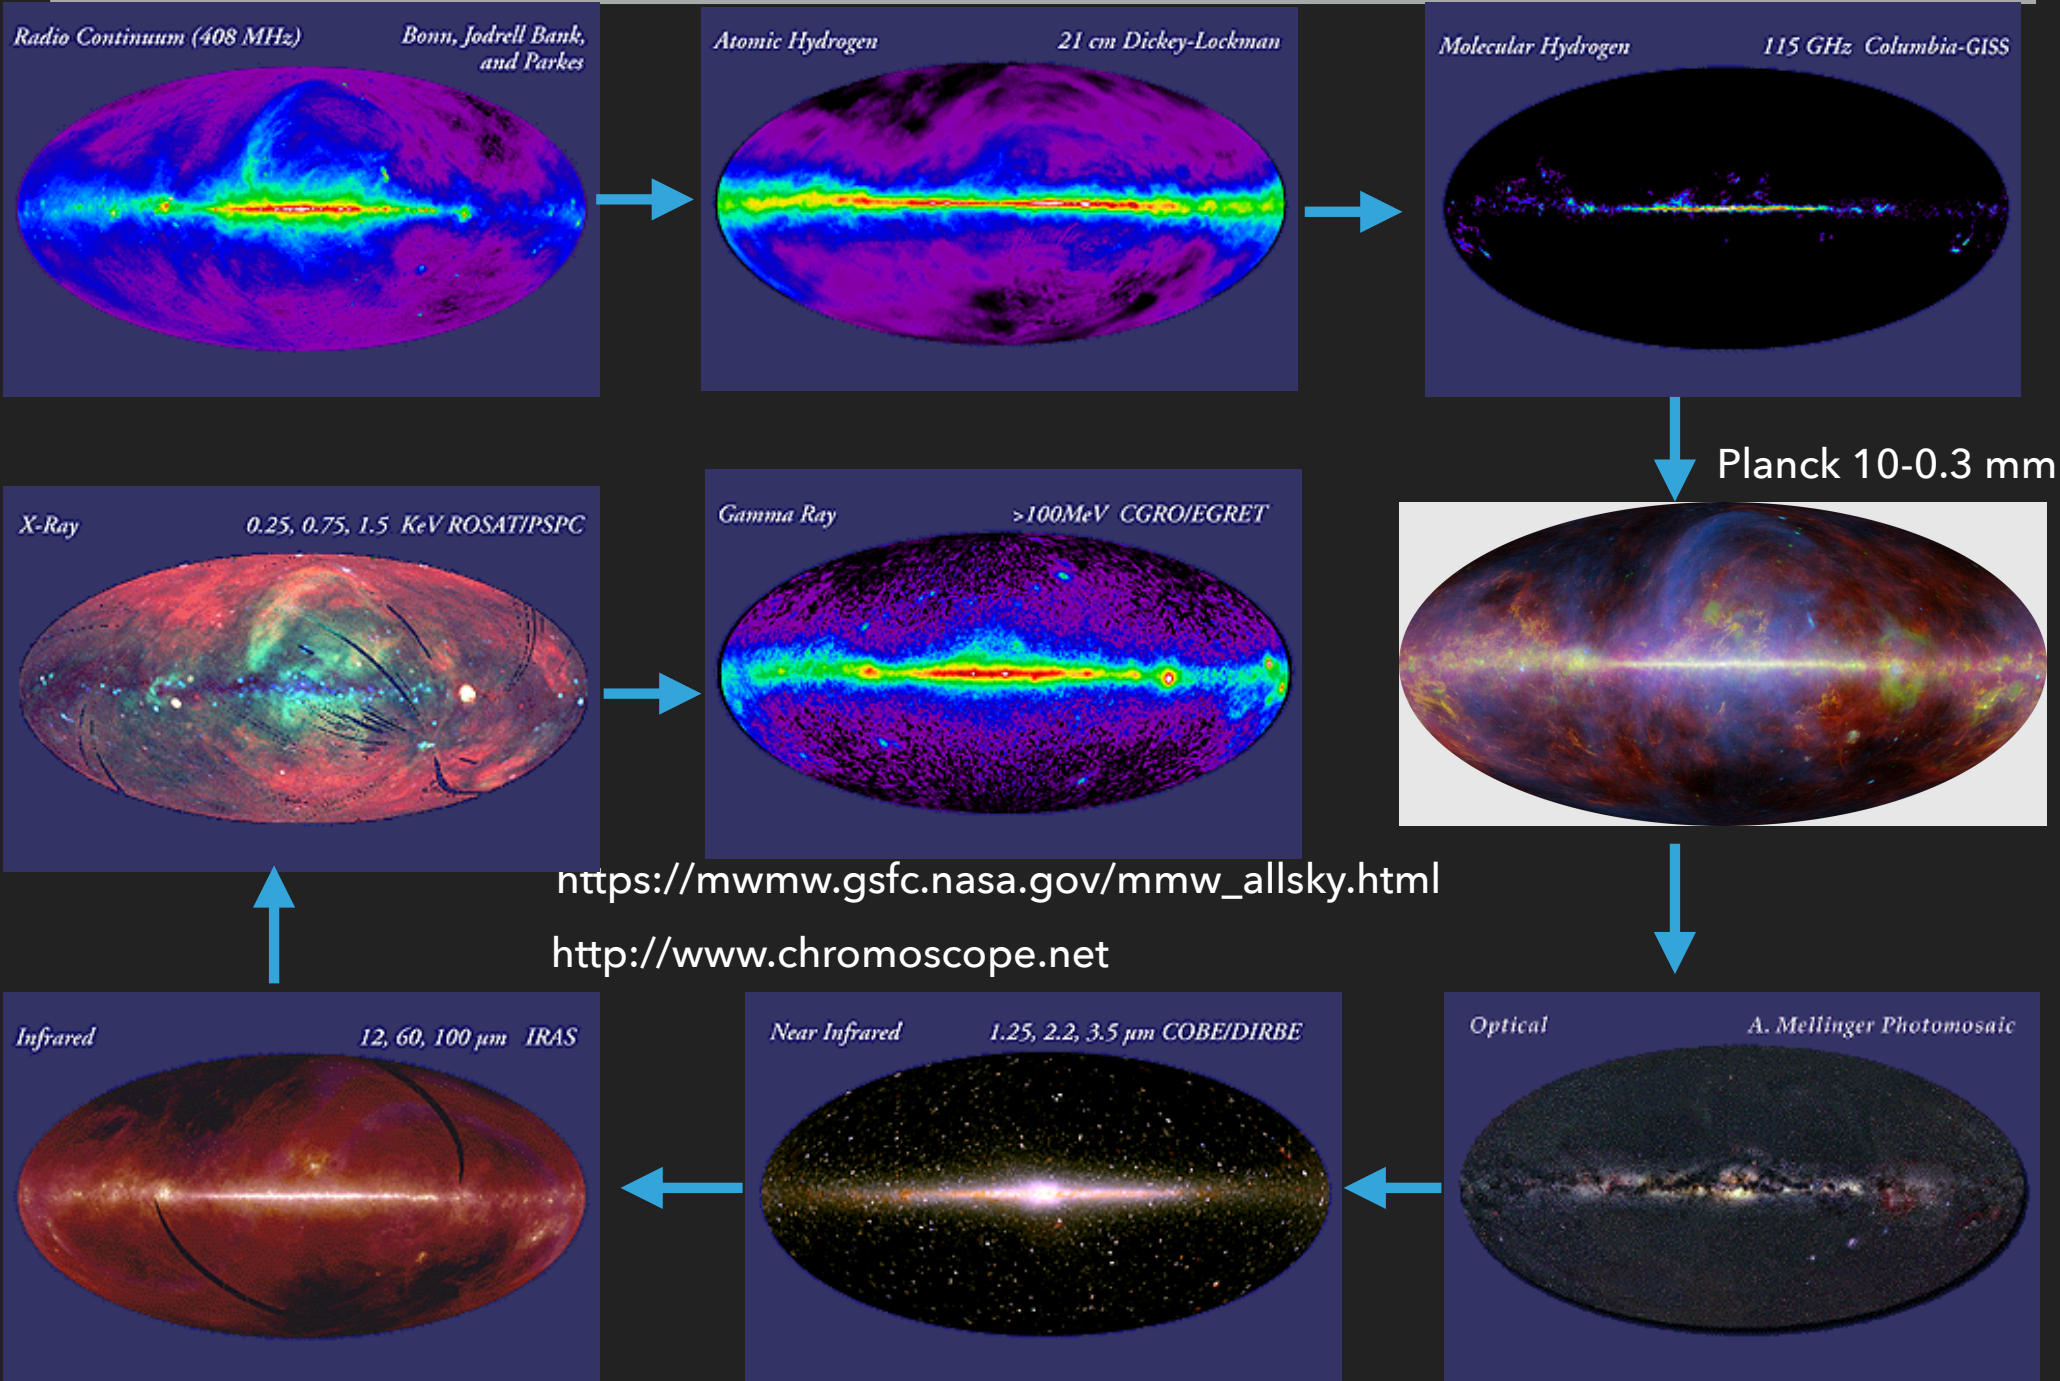 Radio Continuum (408 MHz)
Bonn, Jodrell Bank,
and Parkes
Atomic Hydrogen
21 cm Dickey-Lockman
Molecular Hydrogen
115 GHz Columbia-GISS
Planck 10-0.3 mm
X-Ray
0.25, 0.75, 1.5 KeV ROSAT/PSPC
Gamma Ray
>100MeV CGRO/EGRET
https://mwmw.gsfc.nasa.gov/mmw_allsky.html
http://www.chromoscope.net
Infrared
12, 60, 100 µm IRAS
Near Infrared
1.25, 2.2, 3.5 µm COBE/DIRBE
Optical
A. Mellinger Photomosaic